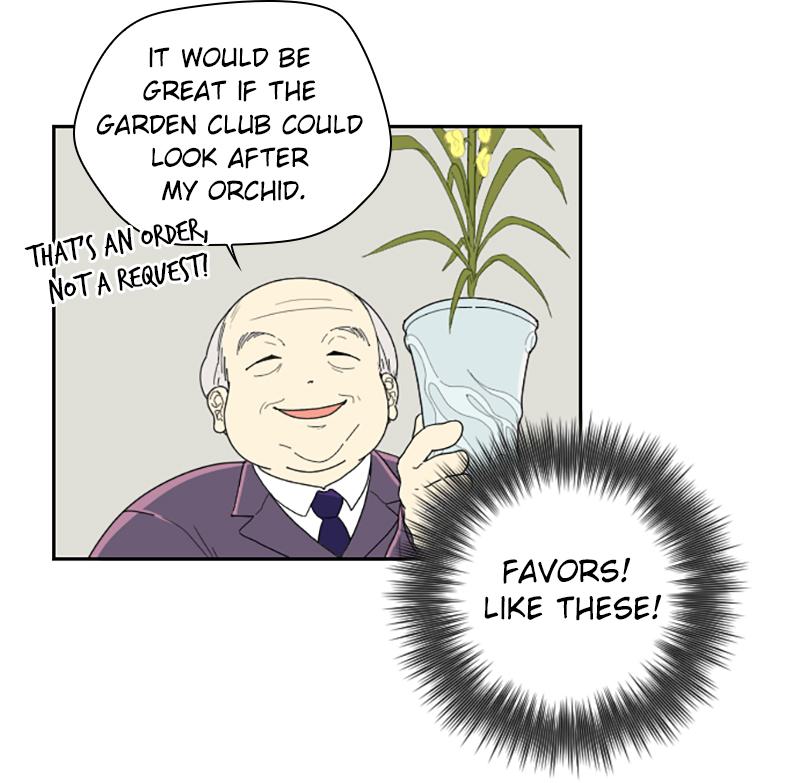 IT WOULD BE
GREAT IF THE
GARDEN CLUB COULD
LOOK AFTER
MY ORCHID.
THAT'S AN ORDER,
NOT A REQUEST!
FAVORS!
LIKE THESE!